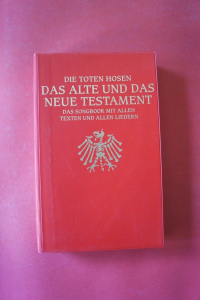 DIE TOTEN HOSEN
DAS ALTE UND DAS
NEUE TESTAMENT
DAS SONGBOOK MIT ALLEN
TEXTEN UND ALLEN LIEDERN